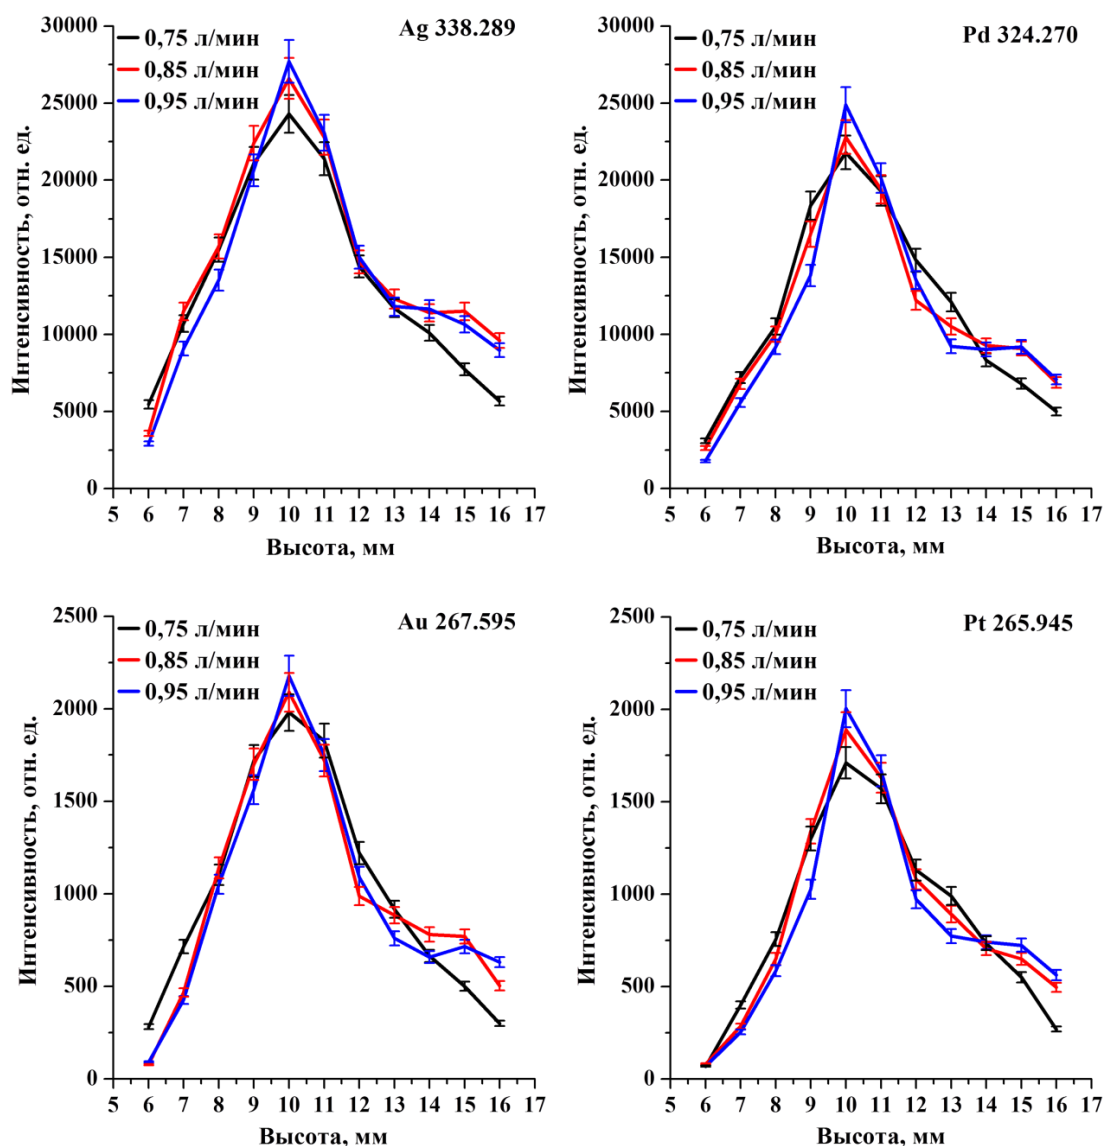 Ag 338.289
0,75 л/мин
0,85 л/мин
0,95 л/мин
Интенсивность, отн. ед.
30000
25000
20000
15000
10000
5000
0
5 6 7 8 9 10 11 12 13 14 15 16 17
Высота, мм
Pd 324.270
0,75 л/мин
0,85 л/мин
0,95 л/мин
Интенсивность, отн. ед.
30000
25000
20000
15000
10000
5000
0
5 6 7 8 9 10 11 12 13 14 15 16 17
Высота, мм
Au 267.595
0,75 л/мин
0,85 л/мин
0,95 л/мин
Интенсивность, отн. ед.
2500
2000
1500
1000
500
0
5 6 7 8 9 10 11 12 13 14 15 16 17
Высота, мм
Pt 265.945
0,75 л/мин
0,85 л/мин
0,95 л/мин
Интенсивность, отн. ед.
2500
2000
1500
1000
500
0
5 6 7 8 9 10 11 12 13 14 15 16 17
Высота, мм